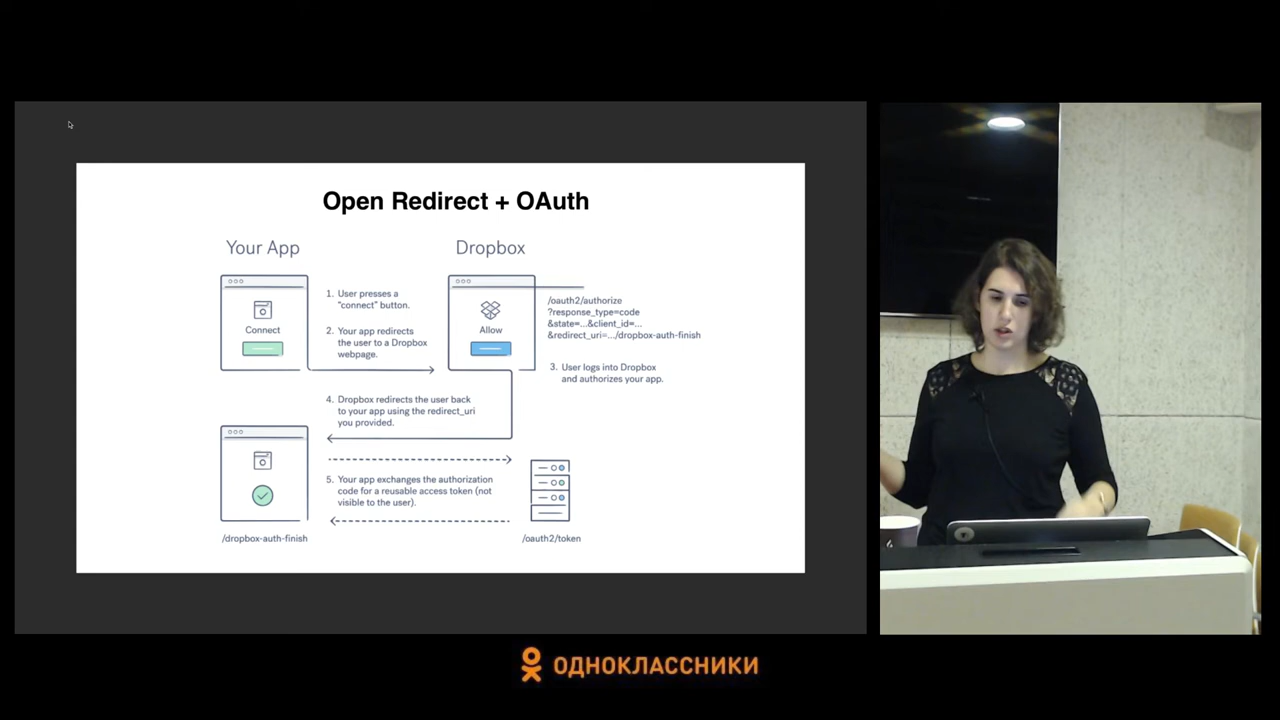 Open Redirect + OAuth
Your App
Dropbox
Connect
1. User presses a
“connect” button.
2. Your app redirects
the user to a Dropbox
webpage.
Allow
/oauth2/authorize
?response_type=code
&state=...&client_id=...
&redirect_uri=.../dropbox-auth-finish
3. User logs into Dropbox
and authorizes your app.
4. Dropbox redirects the user back
to your app using the redirect_uri
you provided.
5. Your app exchanges the authorization
code for a reusable access token (not
visible to the user).
/dropbox-auth-finish
/oauth2/token
ОДНОКЛАССНИКИ